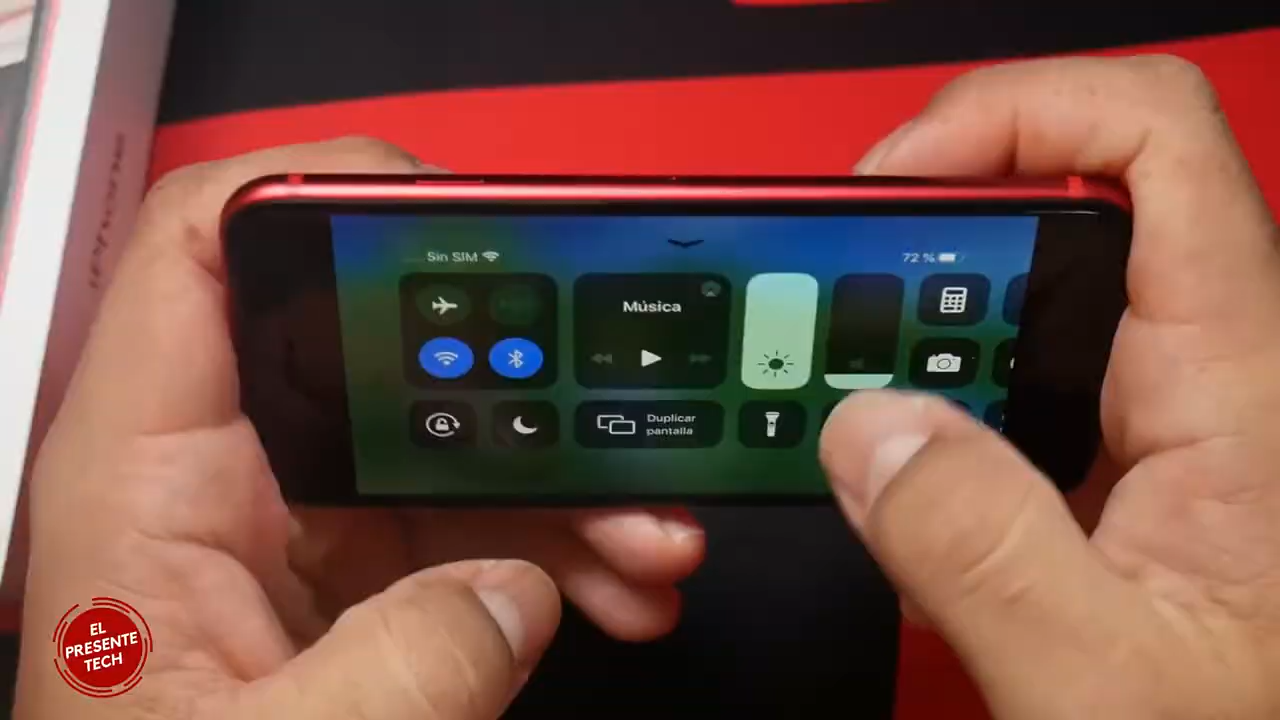 Sin SIM
72 %
Música
Duplicar
pantalla
EL
PRESENTE
TECH